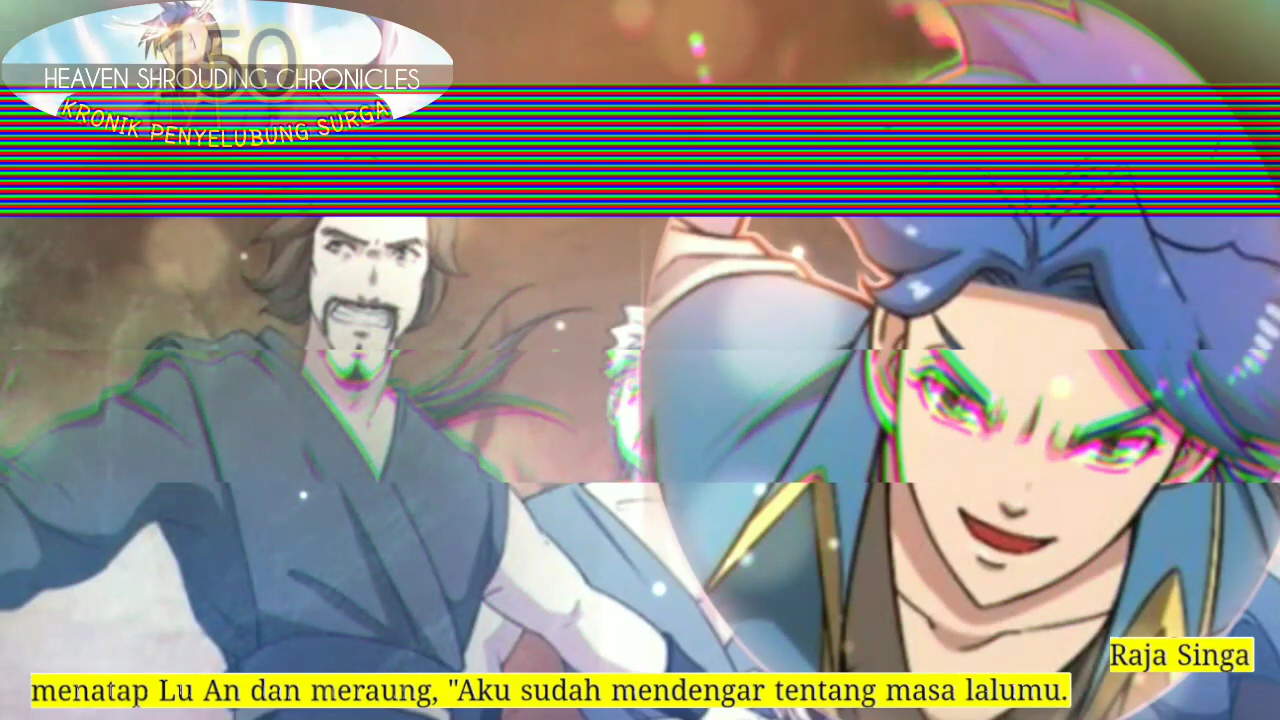 150
HEAVEN SHROUDING CHRONICLES
KRONIK PENYELUBUNG SURGA
Raja Singa
menatap Lu An dan meraung, "Aku sudah mendengar tentang masa lalumu.